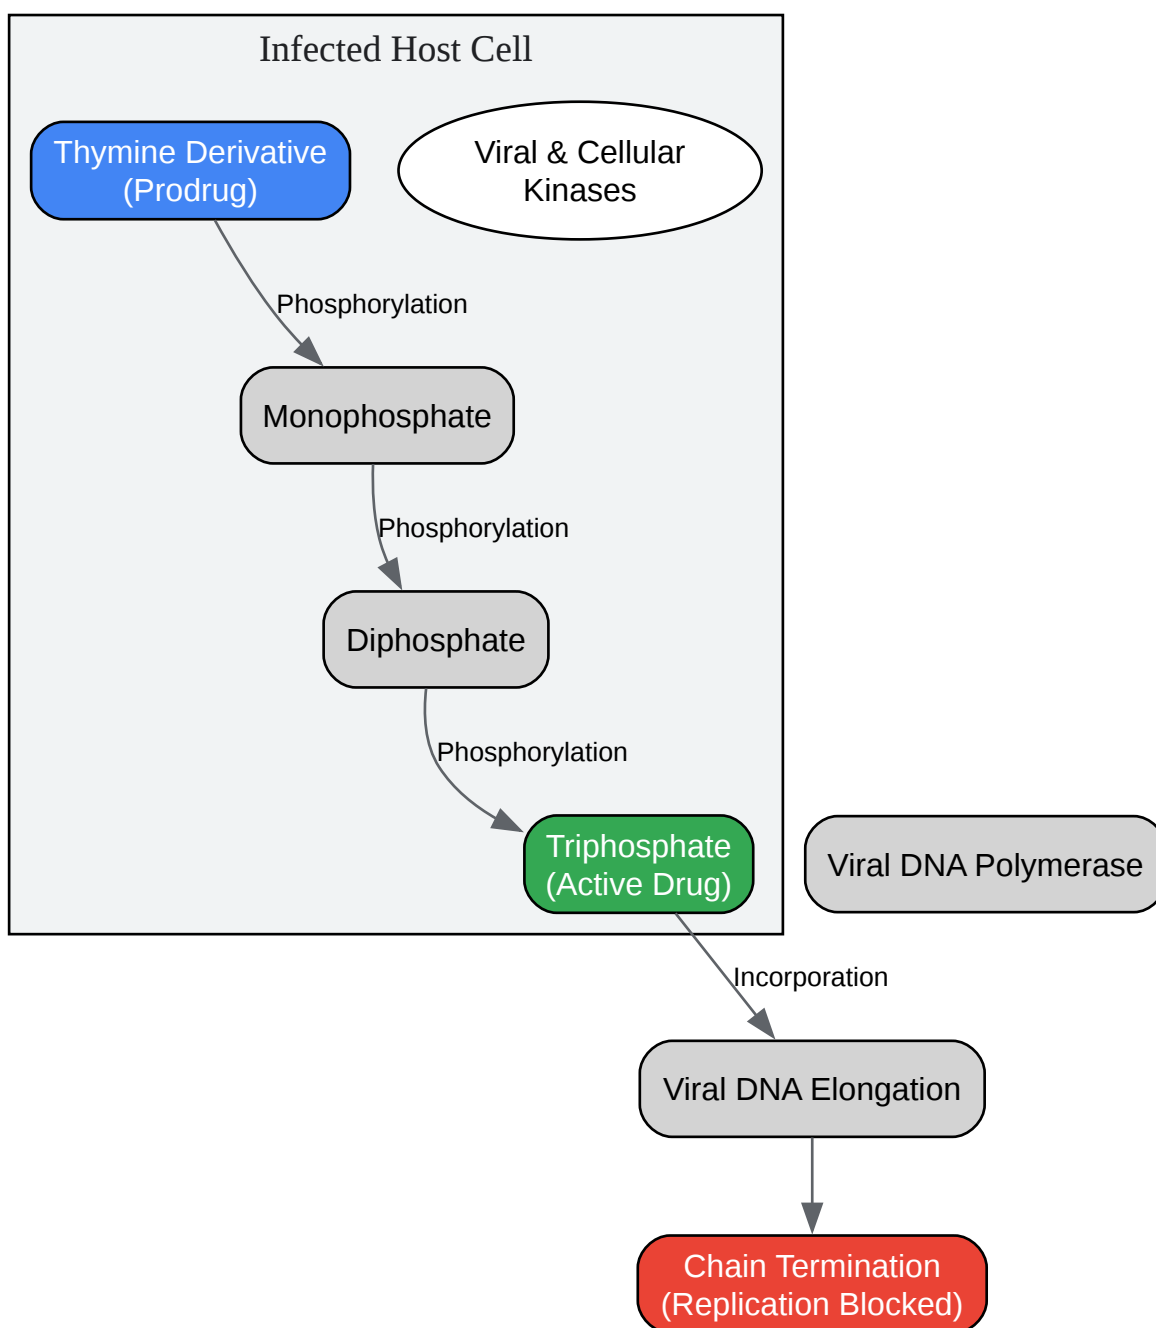 Infected Host Cell
Thymine Derivative
(Prodrug)
Viral & Cellular
Kinases
Phosphorylation
Monophosphate
Phosphorylation
Diphosphate
Phosphorylation
Triphosphate
(Active Drug)
Viral DNA Polymerase
Incorporation
Viral DNA Elongation
Chain Termination
(Replication Blocked)